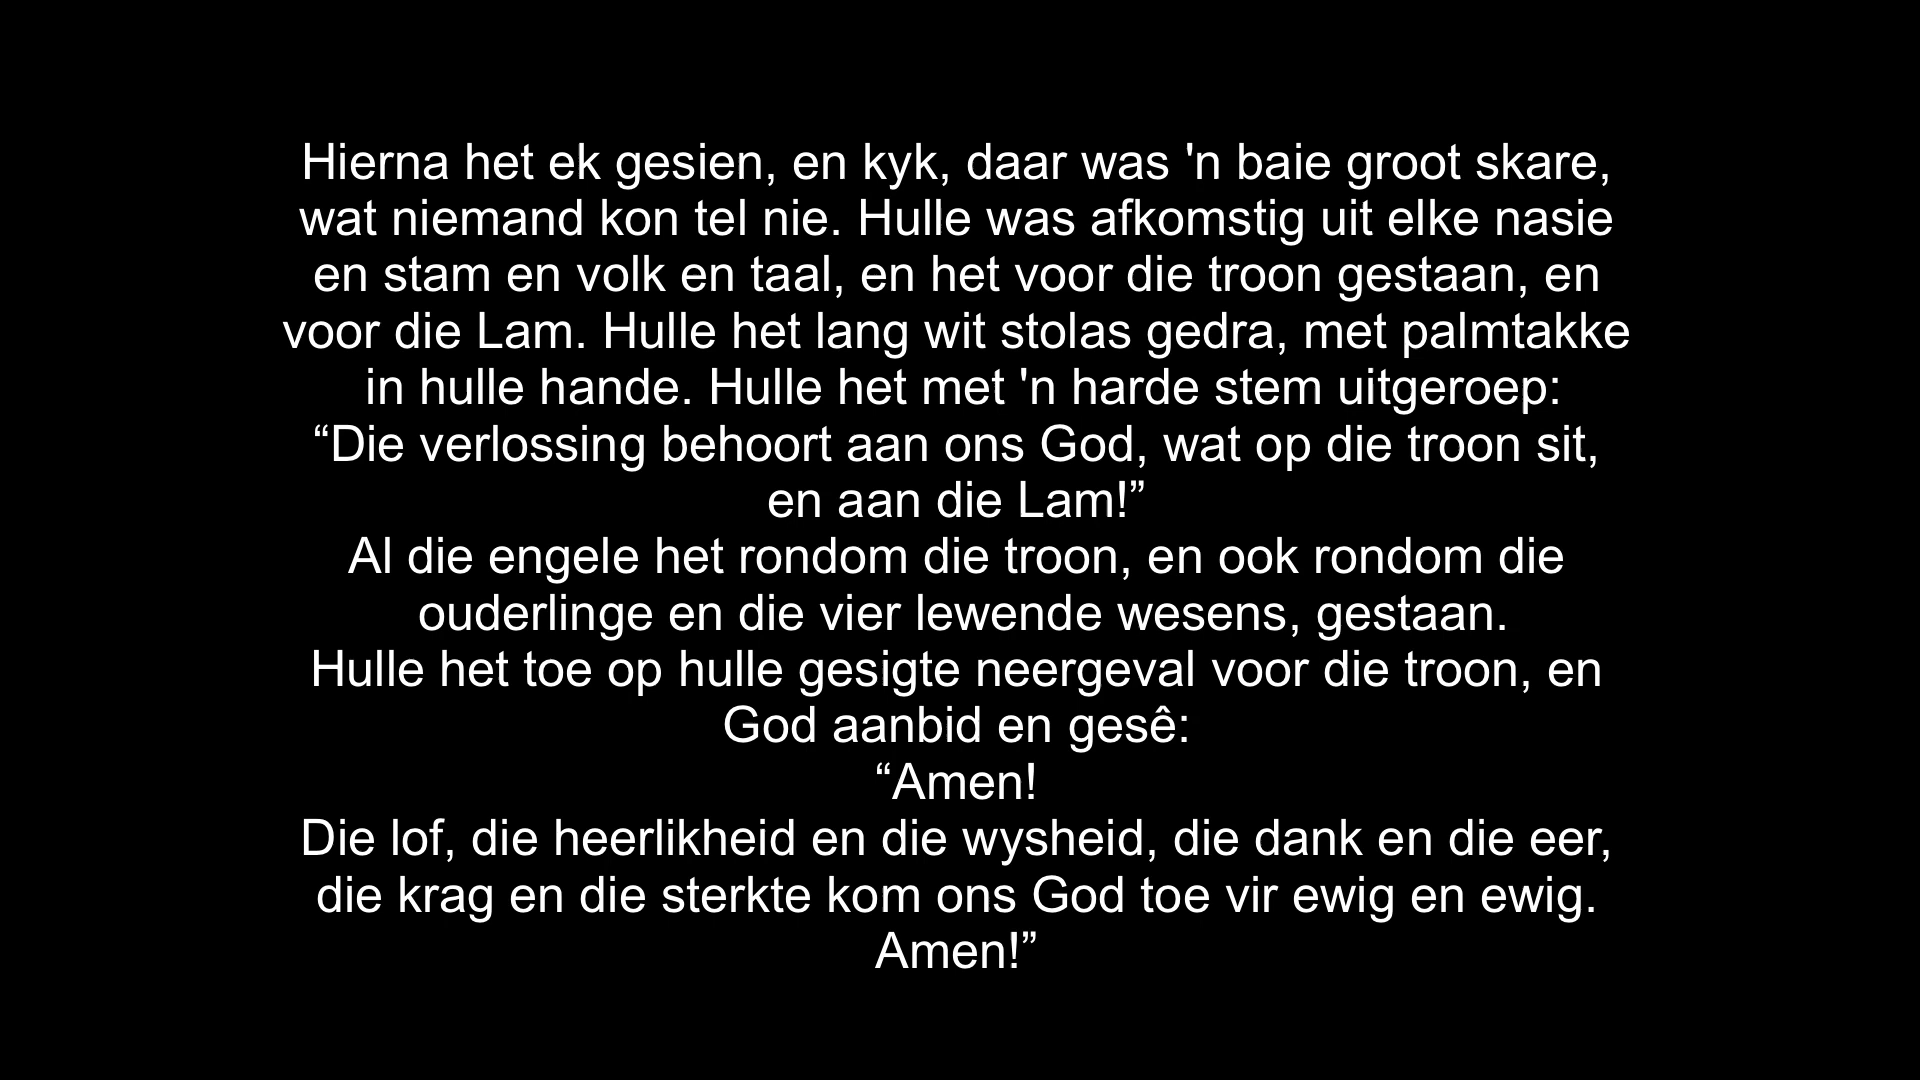 Hierna het ek gesien, en kyk, daar was 'n baie groot skare,
wat niemand kon tel nie. Hulle was afkomstig uit elke nasie
en stam en volk en taal, en het voor die troon gestaan, en
voor die Lam. Hulle het lang wit stolas gedra, met palmtakke
in hulle hande. Hulle het met 'n harde stem uitgeroep:
“Die verlossing behoort aan ons God, wat op die troon sit,
en aan die Lam!”
Al die engele het rondom die troon, en ook rondom die
ouderlinge en die vier lewende wesens, gestaan.
Hulle het toe op hulle gesigte neergeval voor die troon, en
God aanbid en gesê:
“Amen!
Die lof, die heerlikheid en die wysheid, die dank en die eer,
die krag en die sterkte kom ons God toe vir ewig en ewig.
Amen!”